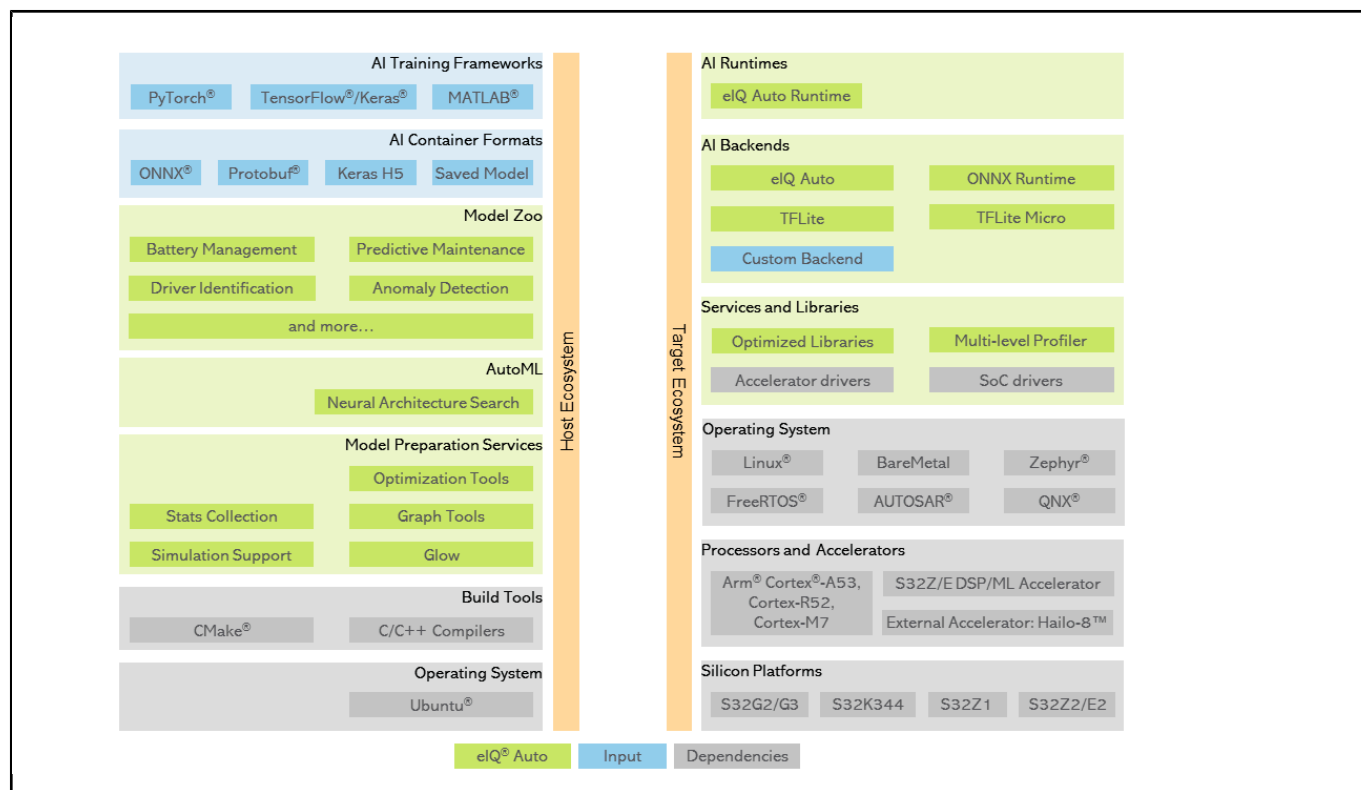 AI Training Frameworks
PyTorch® TensorFlow®/Keras® MATLAB®
AI Container Formats
ONNX® Protobuf® Keras H5 Saved Model
Model Zoo
Battery Management Predictive Maintenance
Driver Identification Anomaly Detection
and more...
AutoML
Neural Architecture Search
Model Preparation Services
Optimization Tools
Stats Collection Graph Tools
Simulation Support Glow
Build Tools
CMake® C/C++ Compilers
Operating System
Ubuntu®
Host Ecosystem
Target Ecosystem
AI Runtimes
eIQ Auto Runtime
AI Backends
eIQ Auto ONNX Runtime
TFLite TFLite Micro
Custom Backend
Services and Libraries
Optimized Libraries Multi-level Profiler
Accelerator drivers SoC drivers
Operating System
Linux® BareMetal Zephyr®
FreeRTOS® AUTOSAR® QNX®
Processors and Accelerators
Arm® Cortex®-A53,
Cortex-R52,
Cortex-M7
S32Z/E DSP/ML Accelerator
External Accelerator: Hailo-8™
Silicon Platforms
S32G2/G3 S32K344 S32Z1 S32Z2/E2
eIQ® Auto Input Dependencies